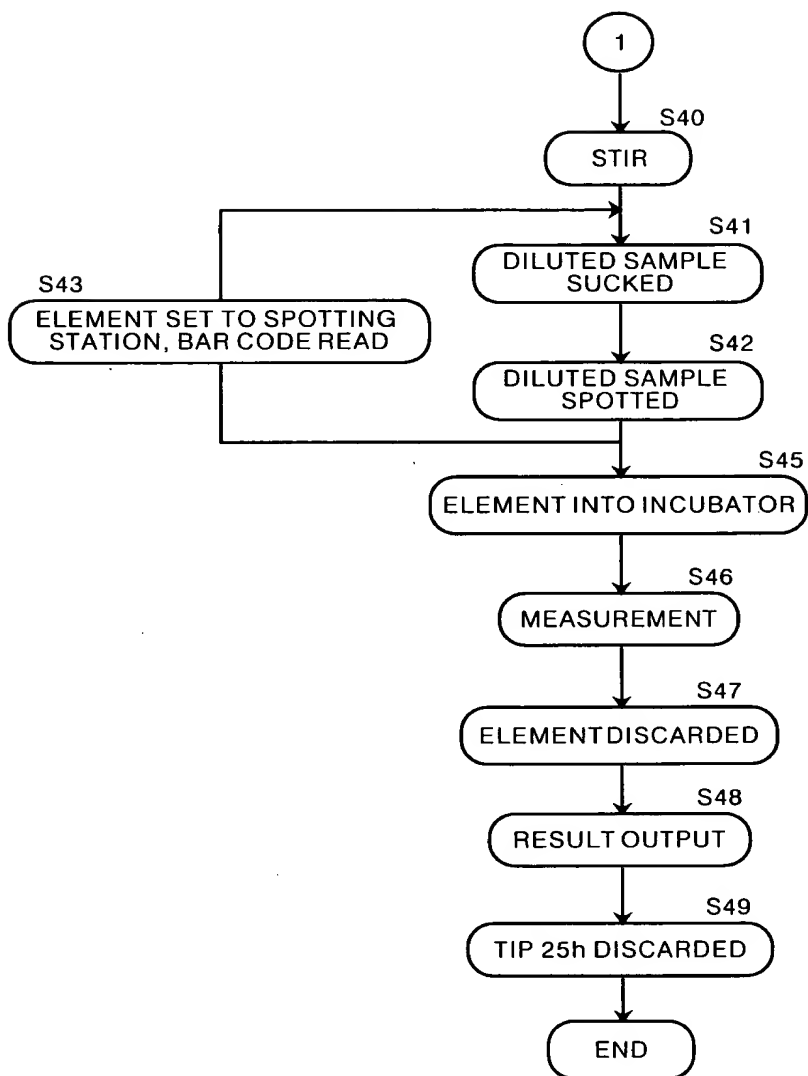 1
S40
STIR
S41
DILUTED SAMPLE
SUCKED
S43
ELEMENT SET TO SPOTTING
STATION, BAR CODE READ
S42
DILUTED SAMPLE
SPOTTED
S45
ELEMENT INTO INCUBATOR
S46
MEASUREMENT
S47
ELEMENT DISCARDED
S48
RESULT OUTPUT
S49
TIP 25h DISCARDED
END